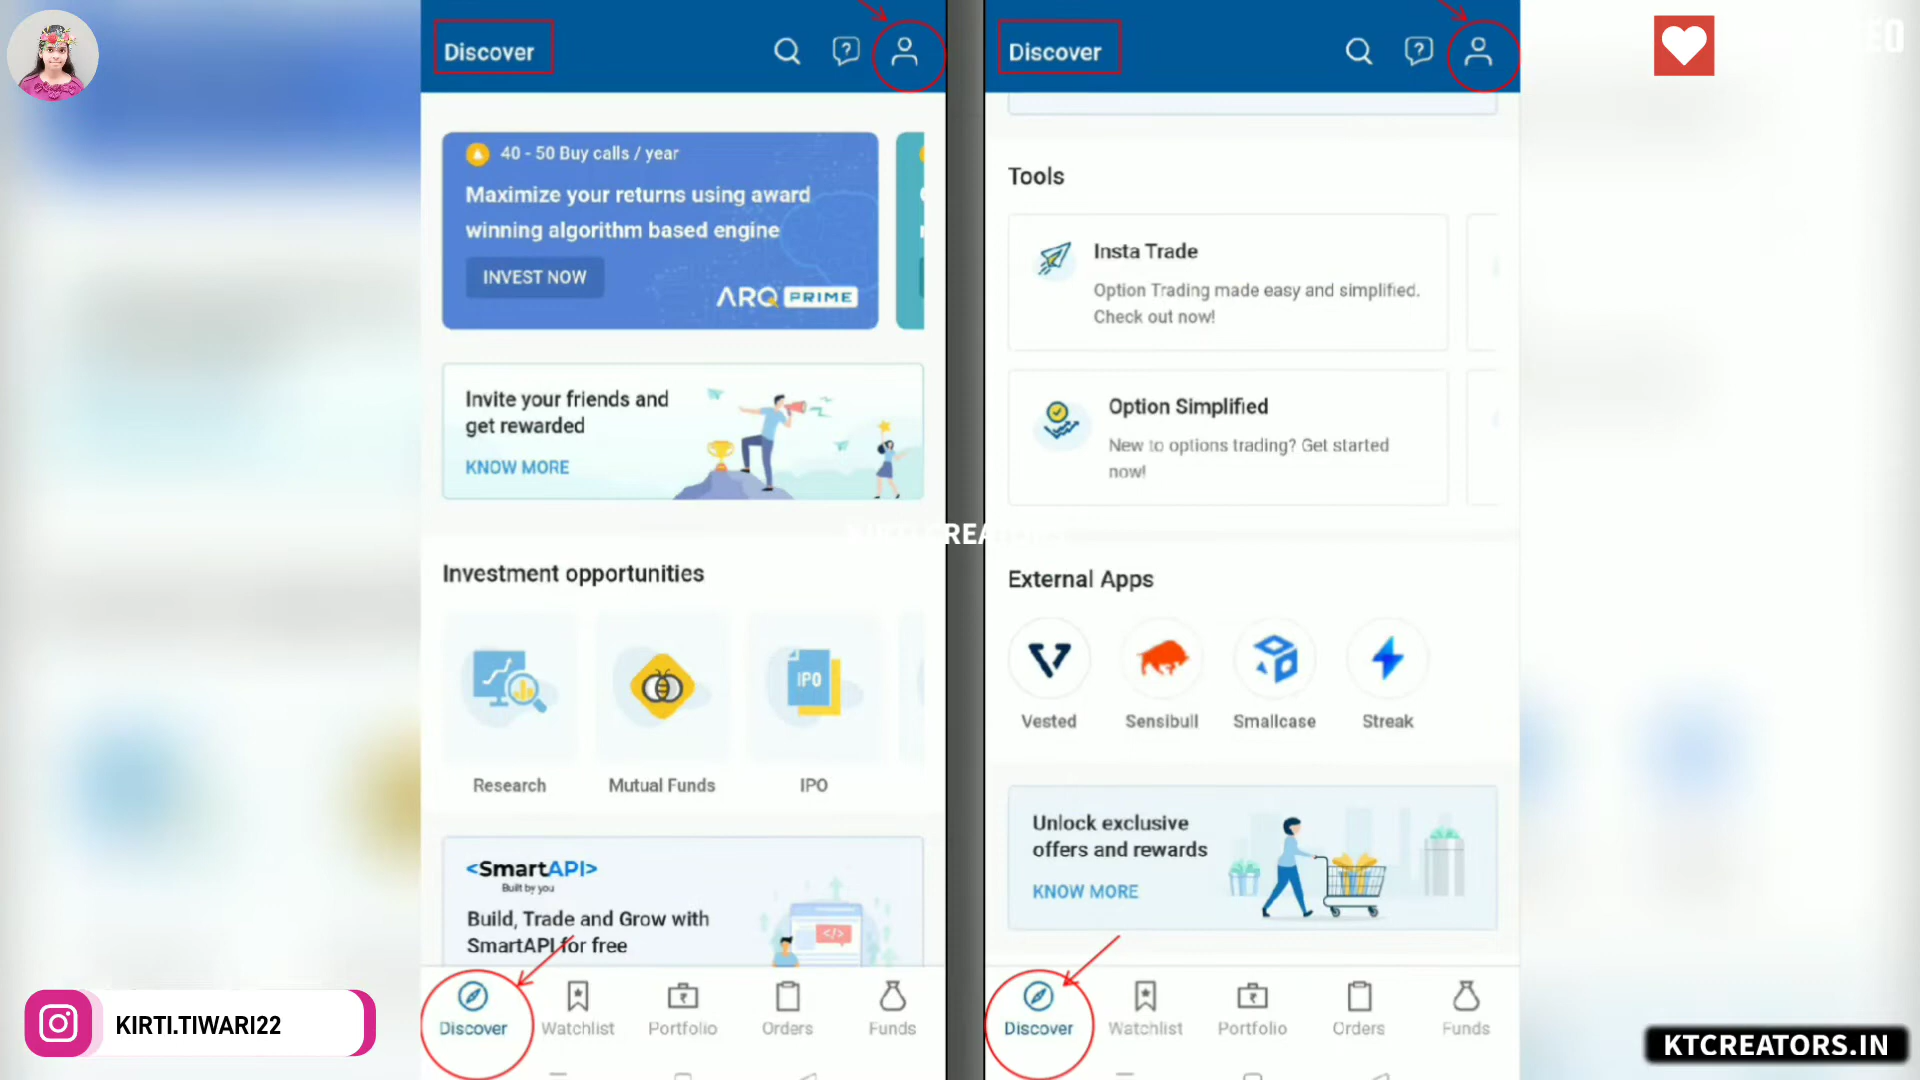 Discover
40 - 50 Buy calls / year
Maximize your returns using award
winning algorithm based engine
INVEST NOW
ARQ PRIME
Invite your friends and
get rewarded
KNOW MORE
Investment opportunities
IPO
Research
Mutual Funds
IPO
<SmartAPI>
Built by you
Build, Trade and Grow with
SmartAPI for free
</>
Discover
Watchlist
Portfolio
Orders
Funds
Discover
Tools
Insta Trade
Option Trading made easy and simplified.
Check out now!
Option Simplified
New to options trading? Get started
now!
External Apps
Vested
Sensibull
Smallcase
Streak
Unlock exclusive
offers and rewards
KNOW MORE
Discover
Watchlist
Portfolio
Orders
Funds
KIRTI.TIWARI22
KTCREATORS.IN